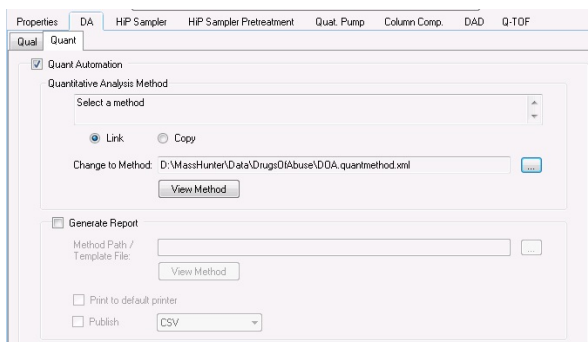 Properties DA HiP Sampler HiP Sampler Pretreatment Quat. Pump Column Comp. DAD Q-TOF
Qual Quant
Quant Automation
Quantitative Analysis Method
Select a method
Link Copy
Change to Method: D:\MassHunter\Data\DrugsOfAbuse\DOA.quantmethod.xml ...
View Method
Generate Report
Method Path /
Template File: ...
View Method
Print to default printer
Publish CSV